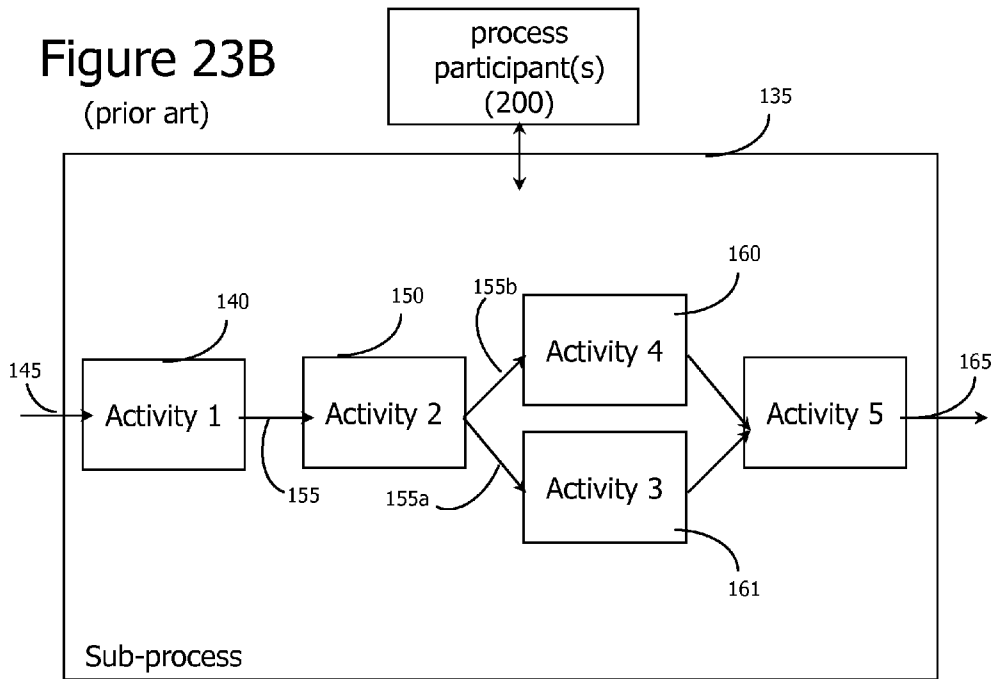 Figure 23B
(prior art)
process
participant(s)
(200)
135
160
155b
140
150
145
Activity 1
Activity 2
Activity 4
Activity 5
165
155
155a
Activity 3
161
Sub-process